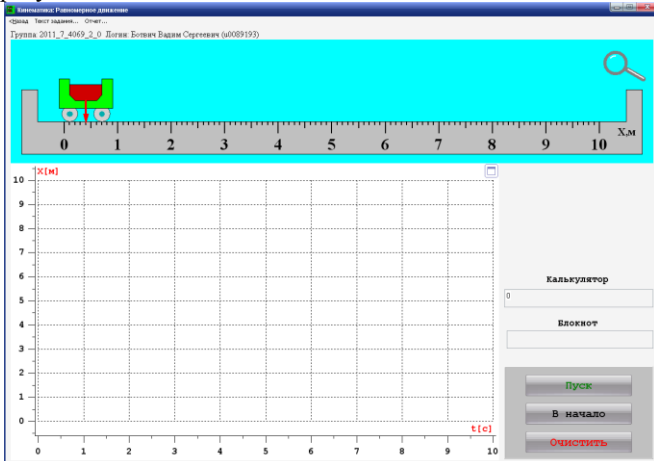 Кинематика: Равномерное движение
<Назад Текст задания... Отчет...
Группа: 2011_7_4069_2_0 Логин: Ботвич Вадим Сергеевич (u0089193)
X,м
0 1 2 3 4 5 6 7 8 9 10
X[м]
10
9
8
7
6
5
4
3
2
1
0
t[c]
0 1 2 3 4 5 6 7 8 9 10
Калькулятор
0
Блокнот
Пуск
В начало
Очистить